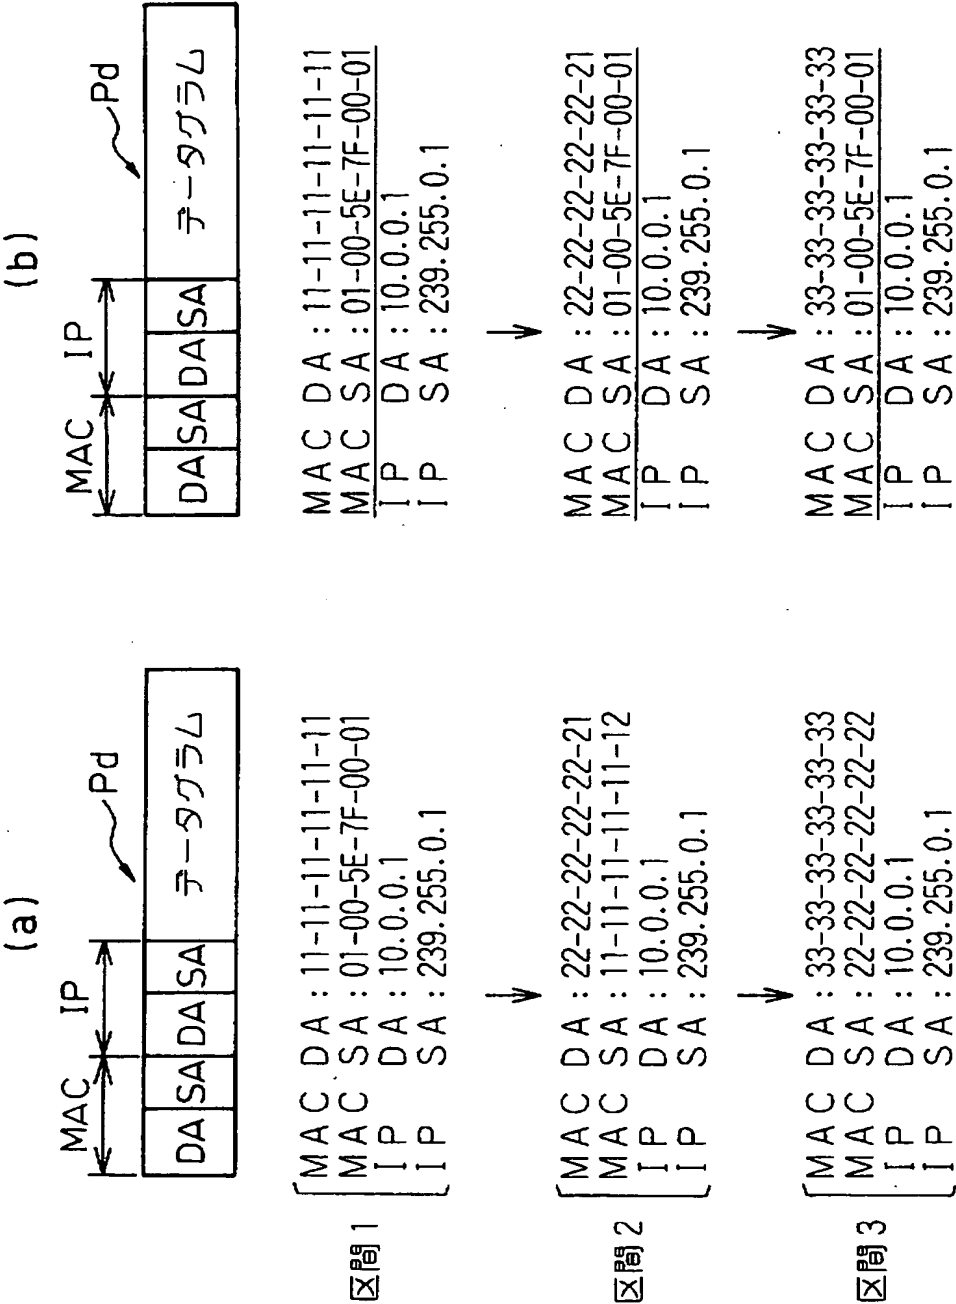 (a)
MAC IP
DA SA DA SA データグラム
Pd
区間1
MAC DA : 11-11-11-11-11-11
MAC SA : 01-00-5E-7F-00-01
IP DA : 10.0.0.1
IP SA : 239.255.0.1
区間2
MAC DA : 22-22-22-22-22-21
MAC SA : 11-11-11-11-11-12
IP DA : 10.0.0.1
IP SA : 239.255.0.1
区間3
MAC DA : 33-33-33-33-33-33
MAC SA : 22-22-22-22-22-22
IP DA : 10.0.0.1
IP SA : 239.255.0.1
(b)
MAC IP
DA SA DA SA データグラム
Pd
MAC DA : 11-11-11-11-11-11
MAC SA : 01-00-5E-7F-00-01
IP DA : 10.0.0.1
IP SA : 239.255.0.1
MAC DA : 22-22-22-22-22-21
MAC SA : 01-00-5E-7F-00-01
IP DA : 10.0.0.1
IP SA : 239.255.0.1
MAC DA : 33-33-33-33-33-33
MAC SA : 01-00-5E-7F-00-01
IP DA : 10.0.0.1
IP SA : 239.255.0.1